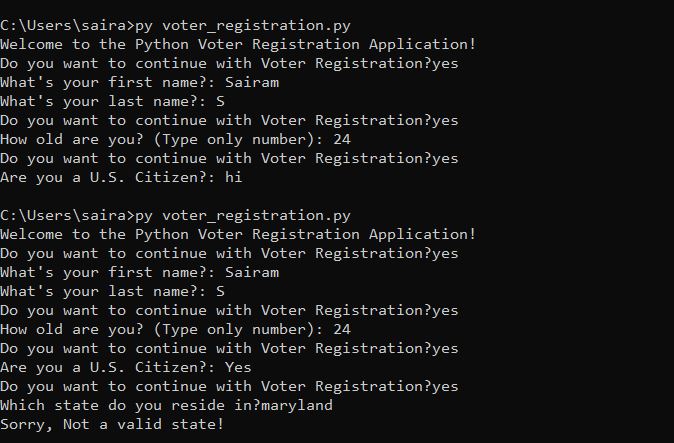 C:\Users\saira>py voter_registration.py
Welcome to the Python Voter Registration Application!
Do you want to continue with Voter Registration?yes
What's your first name?: Sairam
What's your last name?: S
Do you want to continue with Voter Registration?yes
How old are you? (Type only number): 24
Do you want to continue with Voter Registration?yes
Are you a U.S. Citizen?: hi
C:\Users\saira>py voter_registration.py
Welcome to the Python Voter Registration Application!
Do you want to continue with Voter Registration?yes
What's your first name?: Sairam
What's your last name?: S
Do you want to continue with Voter Registration?yes
How old are you? (Type only number): 24
Do you want to continue with Voter Registration?yes
Are you a U.S. Citizen?: Yes
Do you want to continue with Voter Registration?yes
Which state do you reside in?maryland
Sorry, Not a valid state!